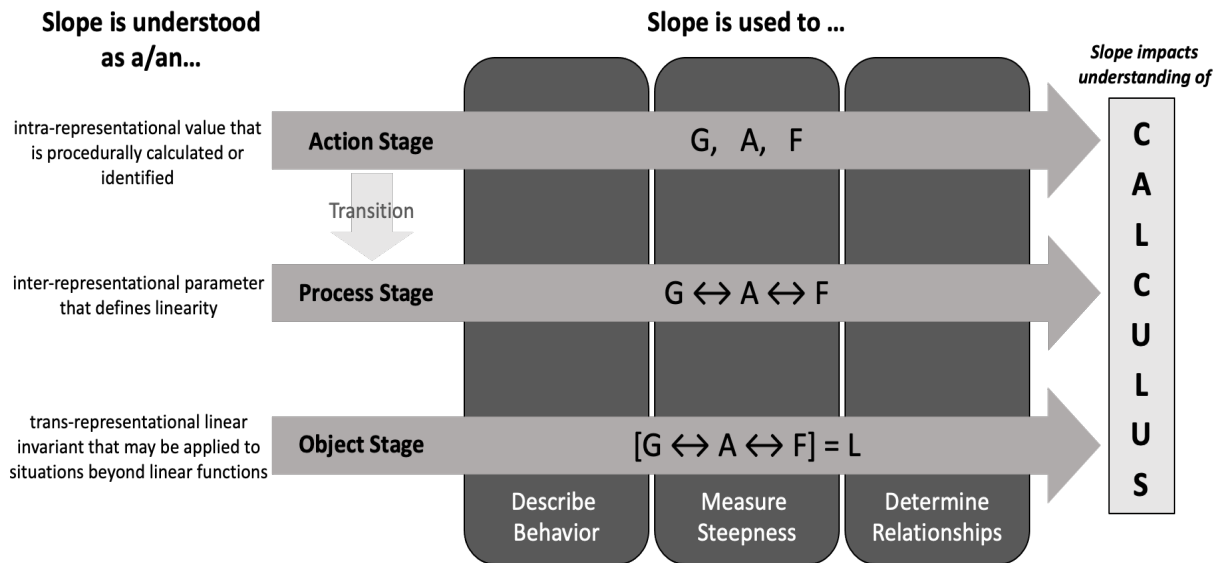 Slope is understood
as a/an...
Slope is used to ...
Slope impacts
understanding of
intra-representational value that
is procedurally calculated or
identified
Action Stage
G, A, F
Transition
inter-representational parameter
that defines linearity
Process Stage
G ↔ A ↔ F
trans-representational linear
invariant that may be applied to
situations beyond linear functions
Object Stage
[G ↔ A ↔ F] = L
Describe
Behavior
Measure
Steepness
Determine
Relationships
C
A
L
C
U
L
U
S